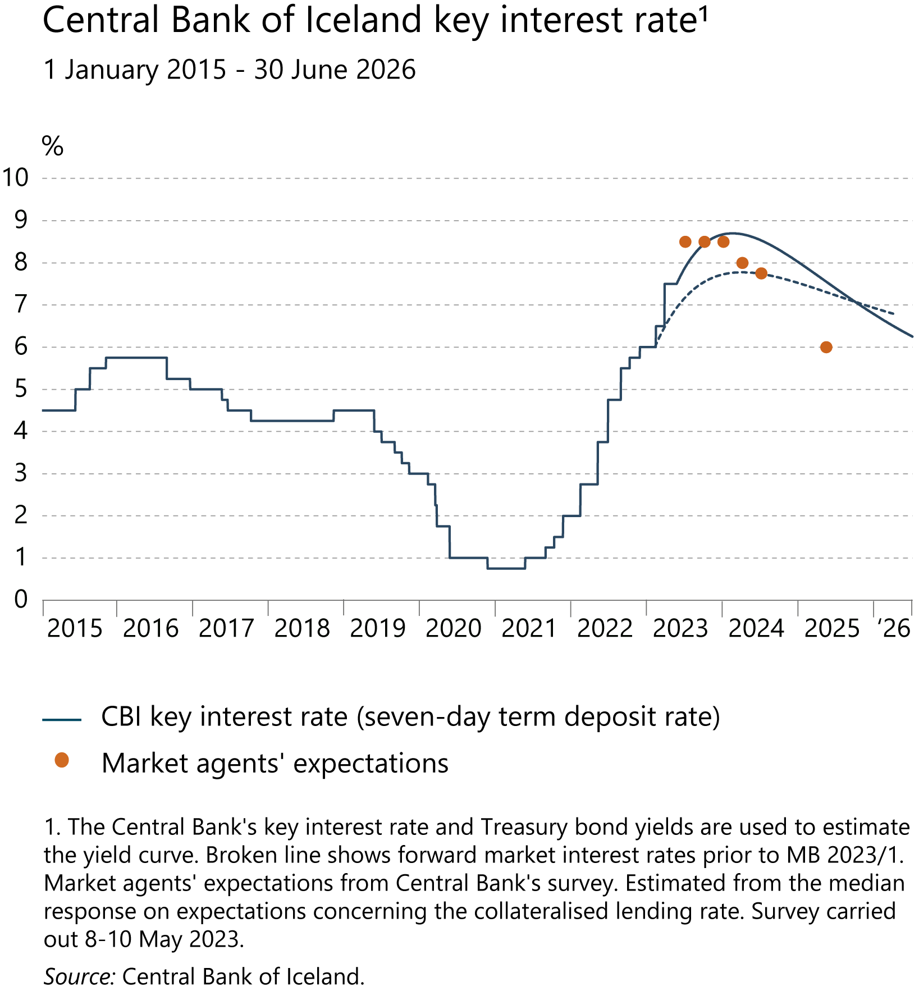 Central Bank of Iceland key interest rate¹
1 January 2015 - 30 June 2026
%
10
9
8
7
6
5
4
3
2
1
0
2015 2016 2017 2018 2019 2020 2021 2022 2023 2024 2025 ‘26
CBI key interest rate (seven-day term deposit rate)
Market agents' expectations
1. The Central Bank's key interest rate and Treasury bond yields are used to estimate
the yield curve. Broken line shows forward market interest rates prior to MB 2023/1.
Market agents' expectations from Central Bank's survey. Estimated from the median
response on expectations concerning the collateralised lending rate. Survey carried
out 8-10 May 2023.
Source: Central Bank of Iceland.